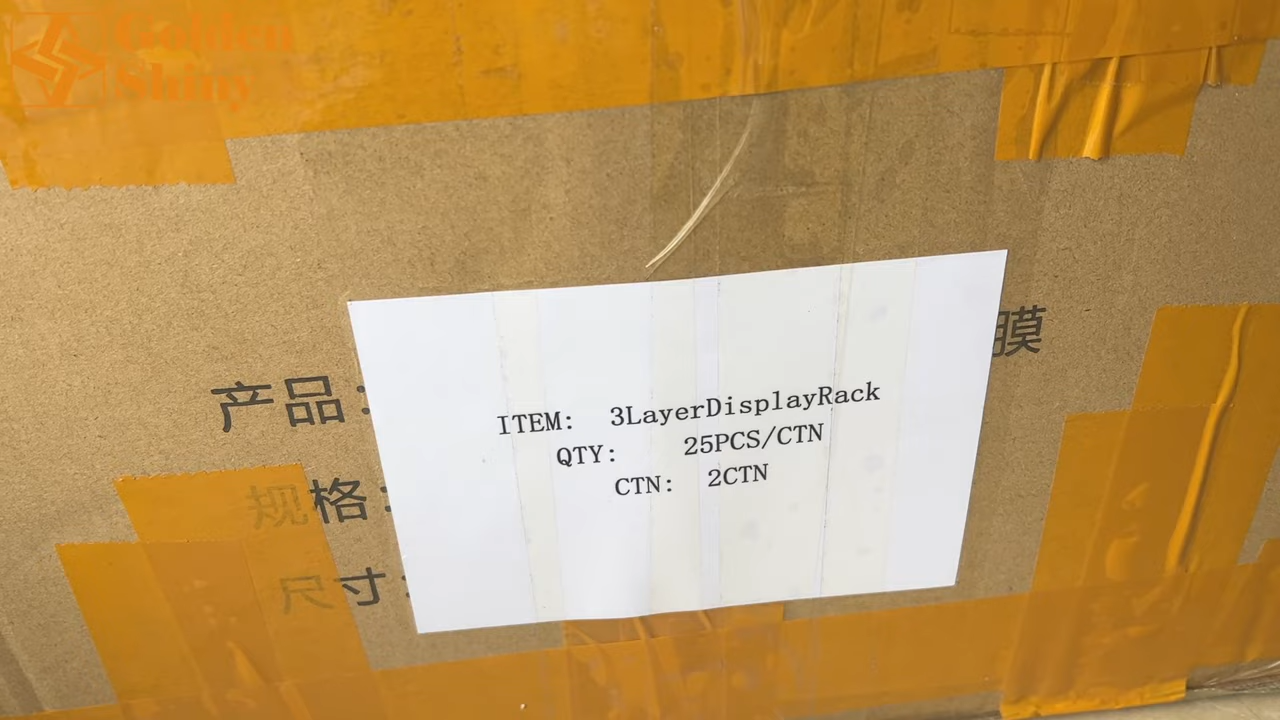 Golden
Shiny
膜
产品:
ITEM: 3LayerDisplayRack
QTY: 25PCS/CTN
CTN: 2CTN
规格:
尺寸: